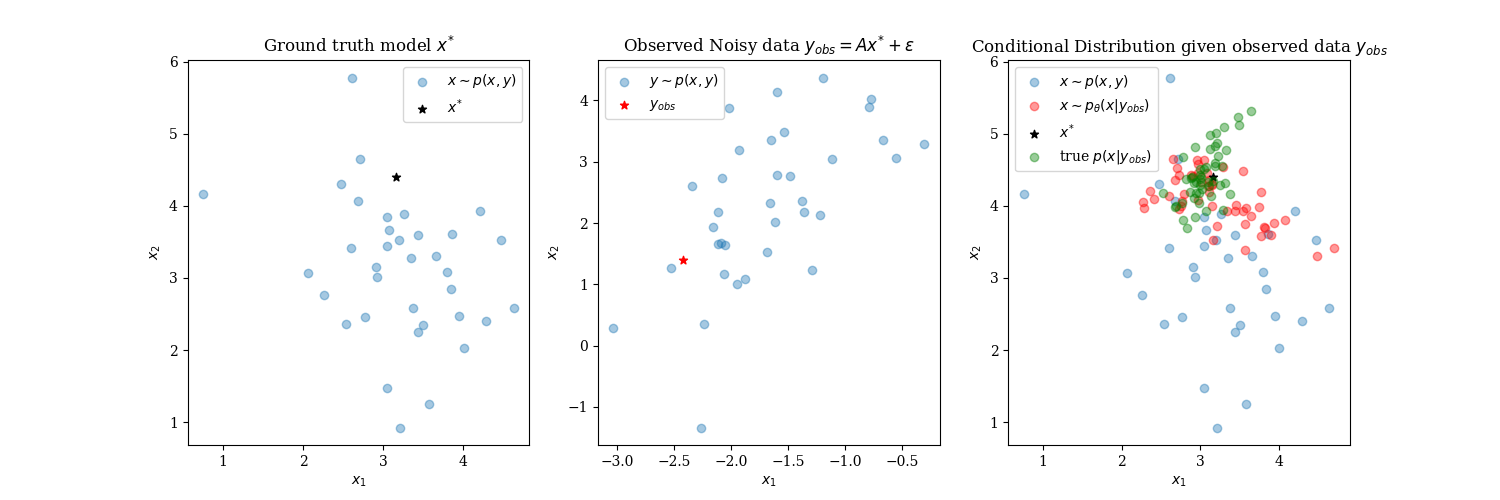 Ground truth model x*
x ~ p(x, y)
x*
6
5
4
3
2
1
x₂
1
2
3
4
x₁
Observed Noisy data y_obs = Ax* + ε
y ~ p(x, y)
y_obs
4
3
2
1
0
−1
x₂
−3.0
−2.5
−2.0
−1.5
−1.0
−0.5
x₁
Conditional Distribution given observed data y_obs
x ~ p(x, y)
x ~ p_θ(x|y_obs)
x*
true p(x|y_obs)
6
5
4
3
2
1
x₂
1
2
3
4
x₁